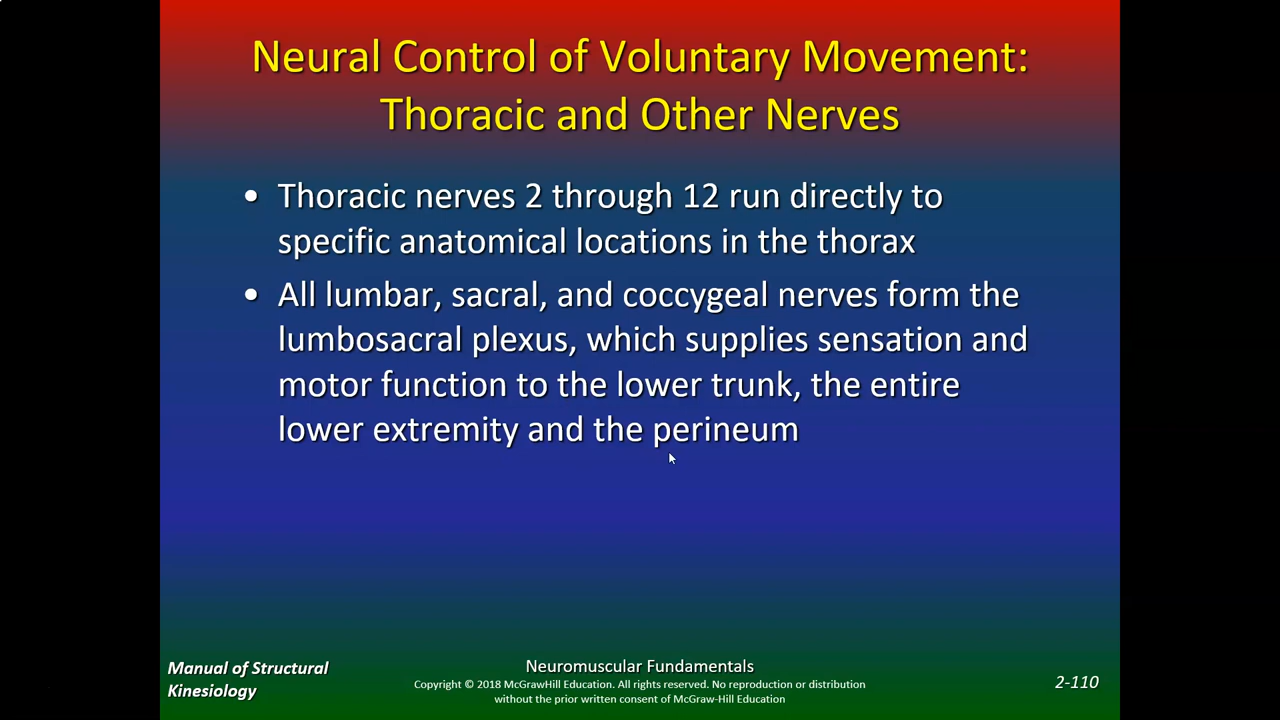 Neural Control of Voluntary Movement:
Thoracic and Other Nerves
• Thoracic nerves 2 through 12 run directly to
specific anatomical locations in the thorax
• All lumbar, sacral, and coccygeal nerves form the
lumbosacral plexus, which supplies sensation and
motor function to the lower trunk, the entire
lower extremity and the perineum
Manual of Structural
Kinesiology
Neuromuscular Fundamentals
Copyright © 2018 McGrawHill Education. All rights reserved. No reproduction or distribution
without the prior written consent of McGraw-Hill Education
2-110